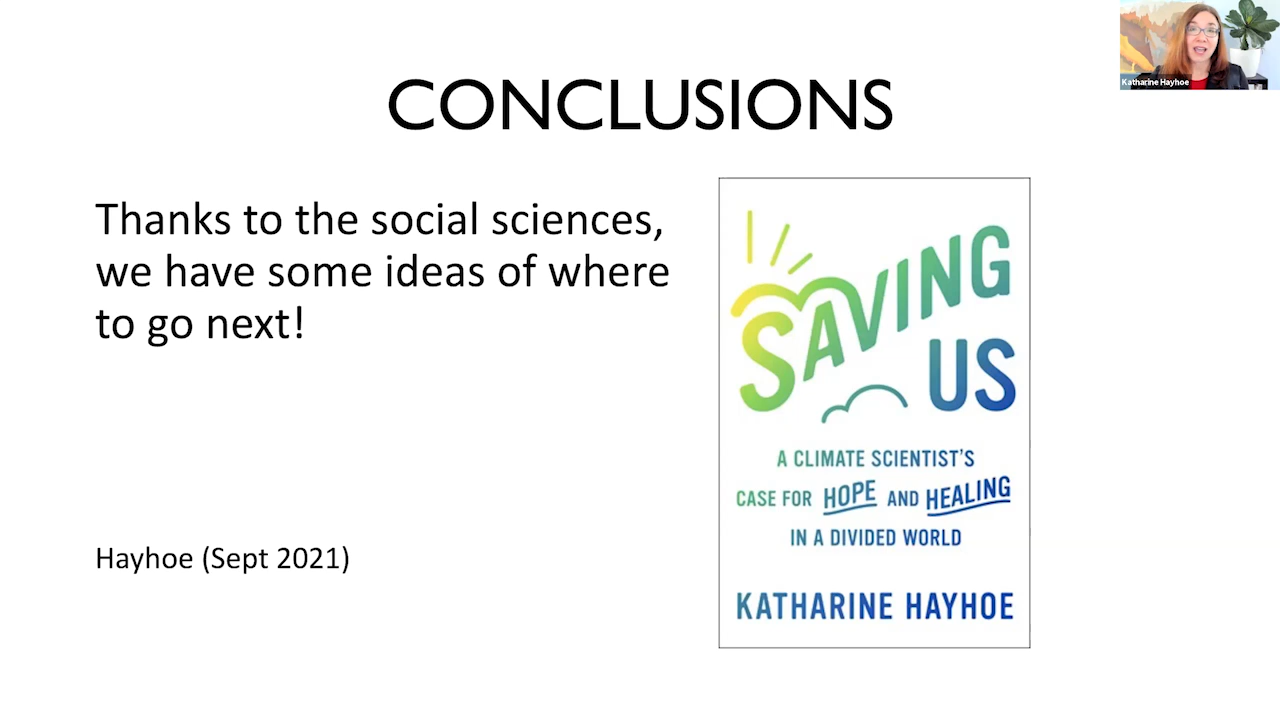 Katharine Hayhoe
CONCLUSIONS
Thanks to the social sciences,
we have some ideas of where
to go next!
Hayhoe (Sept 2021)
SAVING
US
A CLIMATE SCIENTIST'S
CASE FOR HOPE AND HEALING
IN A DIVIDED WORLD
KATHARINE HAYHOE